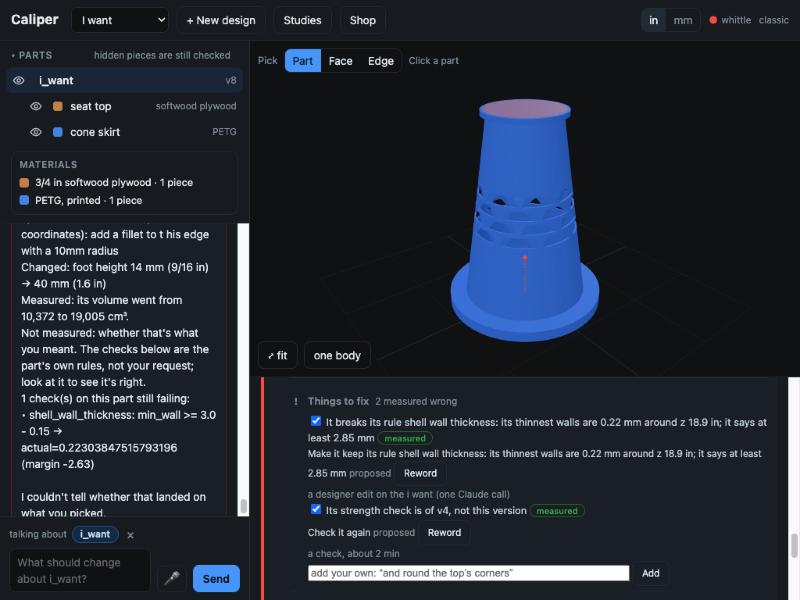 Caliper
I want
+ New design
Studies
Shop
in
mm
whittle classic
PARTS
hidden pieces are still checked
i_want
v8
seat top
softwood plywood
cone skirt
PETG
MATERIALS
3/4 in softwood plywood · 1 piece
PETG, printed · 1 piece
coordinates): add a fillet to t his edge
with a 10mm radius
Changed: foot height 14 mm (9/16 in)
→ 40 mm (1.6 in)
Measured: its volume went from
10,372 to 19,005 cm³.
Not measured: whether that's what
you meant. The checks below are the
part's own rules, not your request;
look at it to see it's right.
1 check(s) on this part still failing:
• shell_wall_thickness: min_wall >= 3.0
- 0.15 →
actual=0.22303847515793196
(margin -2.63)
I couldn't tell whether that landed on
what you picked.
talking about i_want ×
What should change
about i_want?
Send
Pick
Part
Face
Edge
Click a part
fit
one body
! Things to fix 2 measured wrong
It breaks its rule shell wall thickness: its thinnest walls are 0.22 mm around z 18.9 in; it says at
least 2.85 mm measured
Make it keep its rule shell wall thickness: its thinnest walls are 0.22 mm around z 18.9 in; it says at least
2.85 mm proposed Reword
a designer edit on the i want (one Claude call)
Its strength check is of v4, not this version measured
Check it again proposed Reword
a check, about 2 min
add your own: "and round the top's corners"
Add